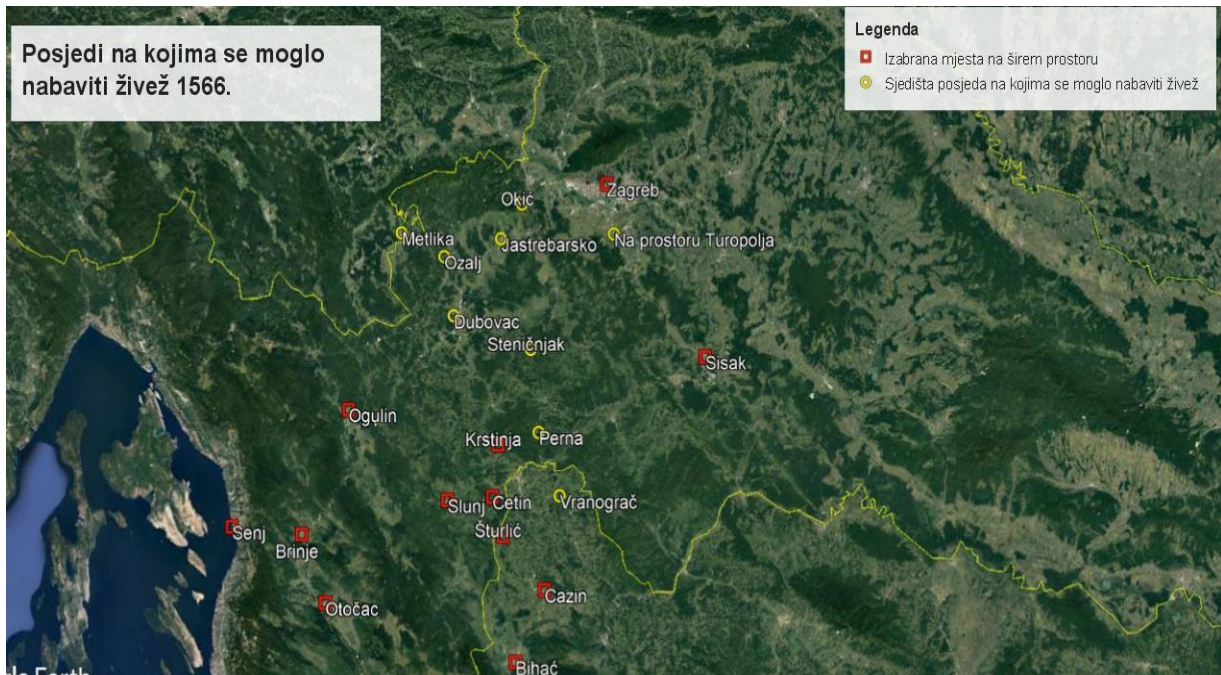 Posjedi na kojima se moglo
nabaviti živež 1566.
Legenda
Izabrana mjesta na širem prostoru
Sjedišta posjeda na kojima se moglo nabaviti živež
Zagreb
Okić
Metlika
Jastrebarsko
Na prostoru Turopolja
Ozalj
Dubovac
Steničnjak
Sisak
Ogulin
Krstinja
Perna
Slunj
Cetin
Vranograč
Šturlić
Senj
Brinje
Cazin
Otočac
Bihać
Earth